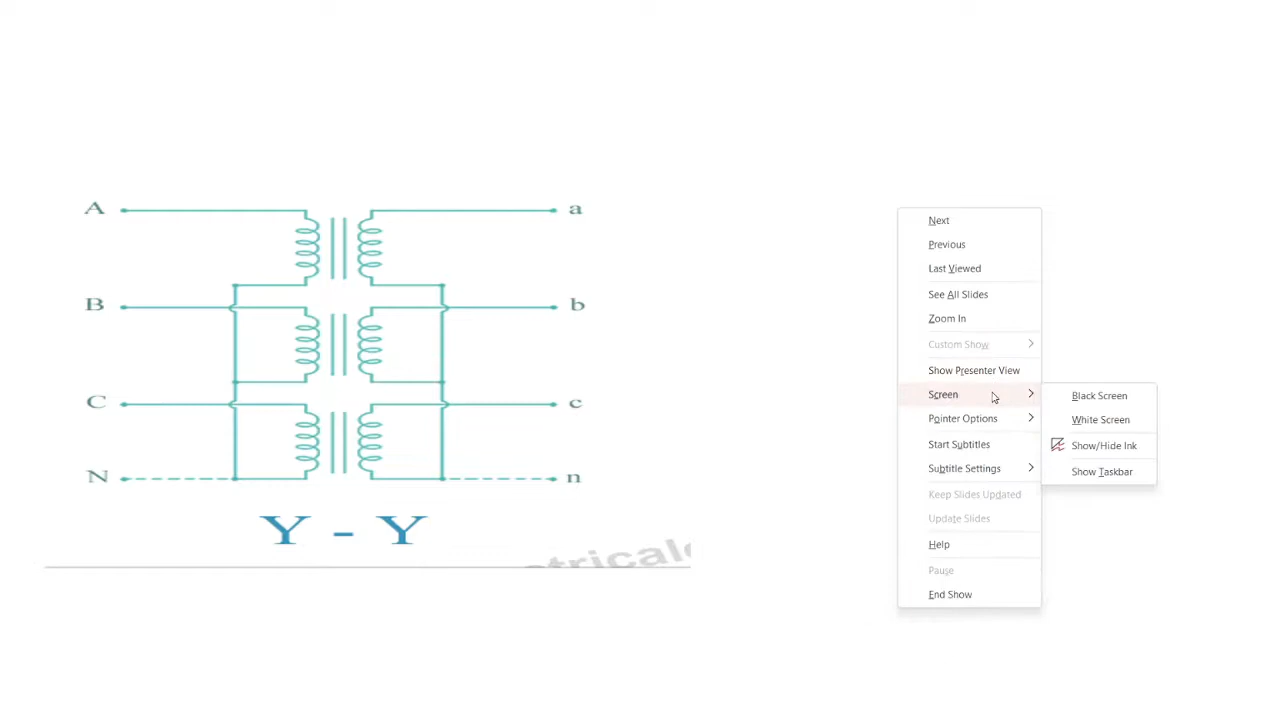 A
a
B
b
C
c
N
n
Y - Y
Next
Previous
Last Viewed
See All Slides
Zoom In
Custom Show
Show Presenter View
Screen
Pointer Options
Start Subtitles
Subtitle Settings
Keep Slides Updated
Update Slides
Help
Pause
End Show
Black Screen
White Screen
Show/Hide Ink
Show Taskbar